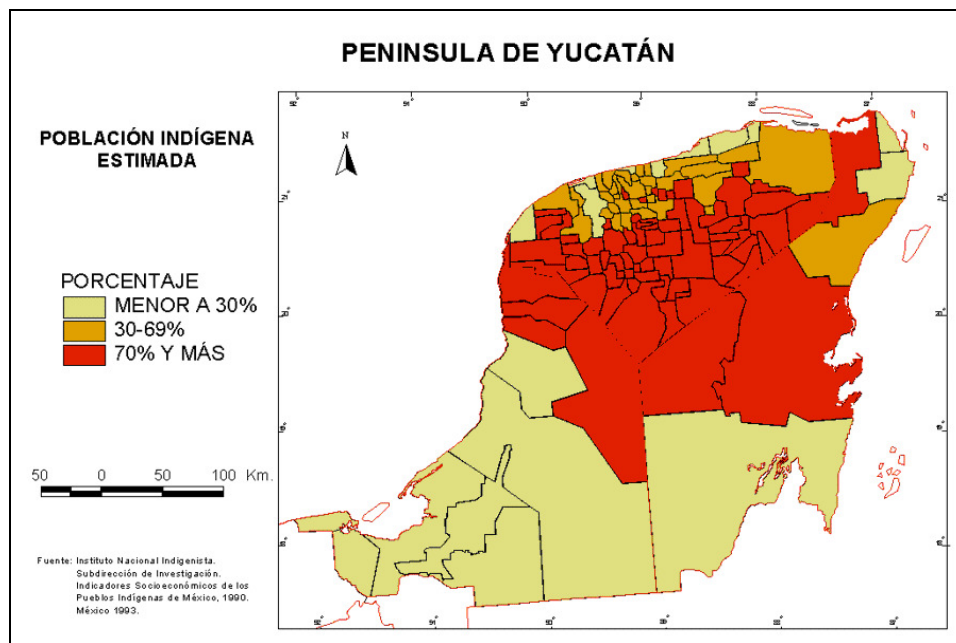 PENINSULA DE YUCATÁN
POBLACIÓN INDÍGENA
ESTIMADA
N
PORCENTAJE
MENOR A 30%
30-69%
70% Y MÁS
50 0 50 100 Km.
Fuente: Instituto Nacional Indigenista.
Subdirección de Investigación.
Indicadores Socioeconómicos de los
Pueblos Indígenas de México, 1990.
México 1993.